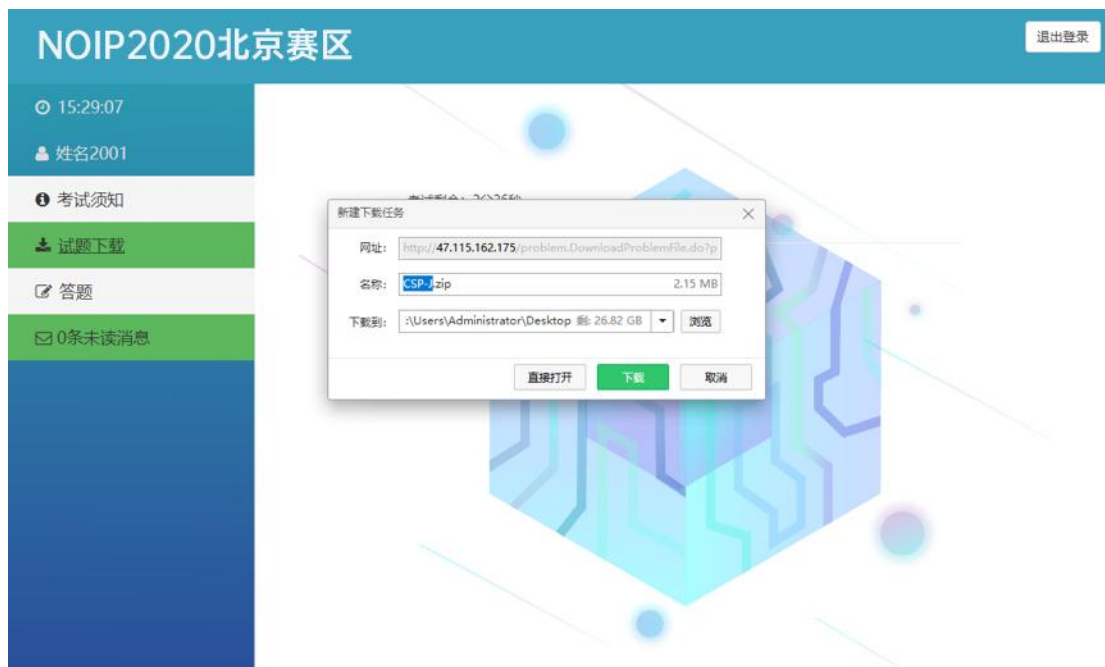 NOIP2020北京赛区
退出登录
15:29:07
姓名2001
考试须知
试题下载
答题
0条未读消息
新建下载任务
网址: http://47.115.162.175/problem.DownloadProblemFile.do?p
名称: CSP-J.zip 2.15 MB
下载到: :\Users\Administrator\Desktop 剩: 26.82 GB 浏览
直接打开 下载 取消